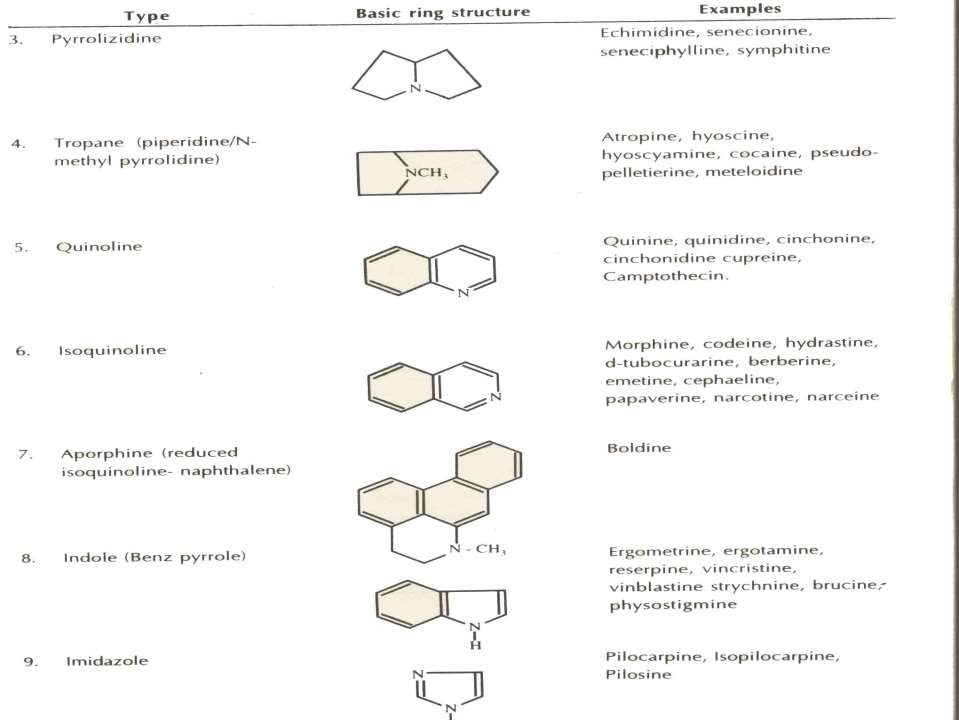 Type Basic ring structure Examples
3. Pyrrolizidine
Echimidine, senecionine,
seneciphylline, symphitine
N
4. Tropane (piperidine/N-
methyl pyrrolidine)
Atropine, hyoscine,
hyoscyamine, cocaine, pseudo-
pelletierine, meteloidine
NCH₃
5. Quinoline
Quinine, quinidine, cinchonine,
cinchonidine cupreine,
Camptothecin.
N
6. Isoquinoline
Morphine, codeine, hydrastine,
d-tubocurarine, berberine,
emetine, cephaeline,
papaverine, narcotine, narceine
N
7. Aporphine (reduced
isoquinoline- naphthalene)
Boldine
N - CH₃
8. Indole (Benz pyrrole)
Ergometrine, ergotamine,
reserpine, vincristine,
vinblastine strychnine, brucine,
physostigmine
N
H
9. Imidazole
Pilocarpine, Isopilocarpine,
Pilosine
N
N